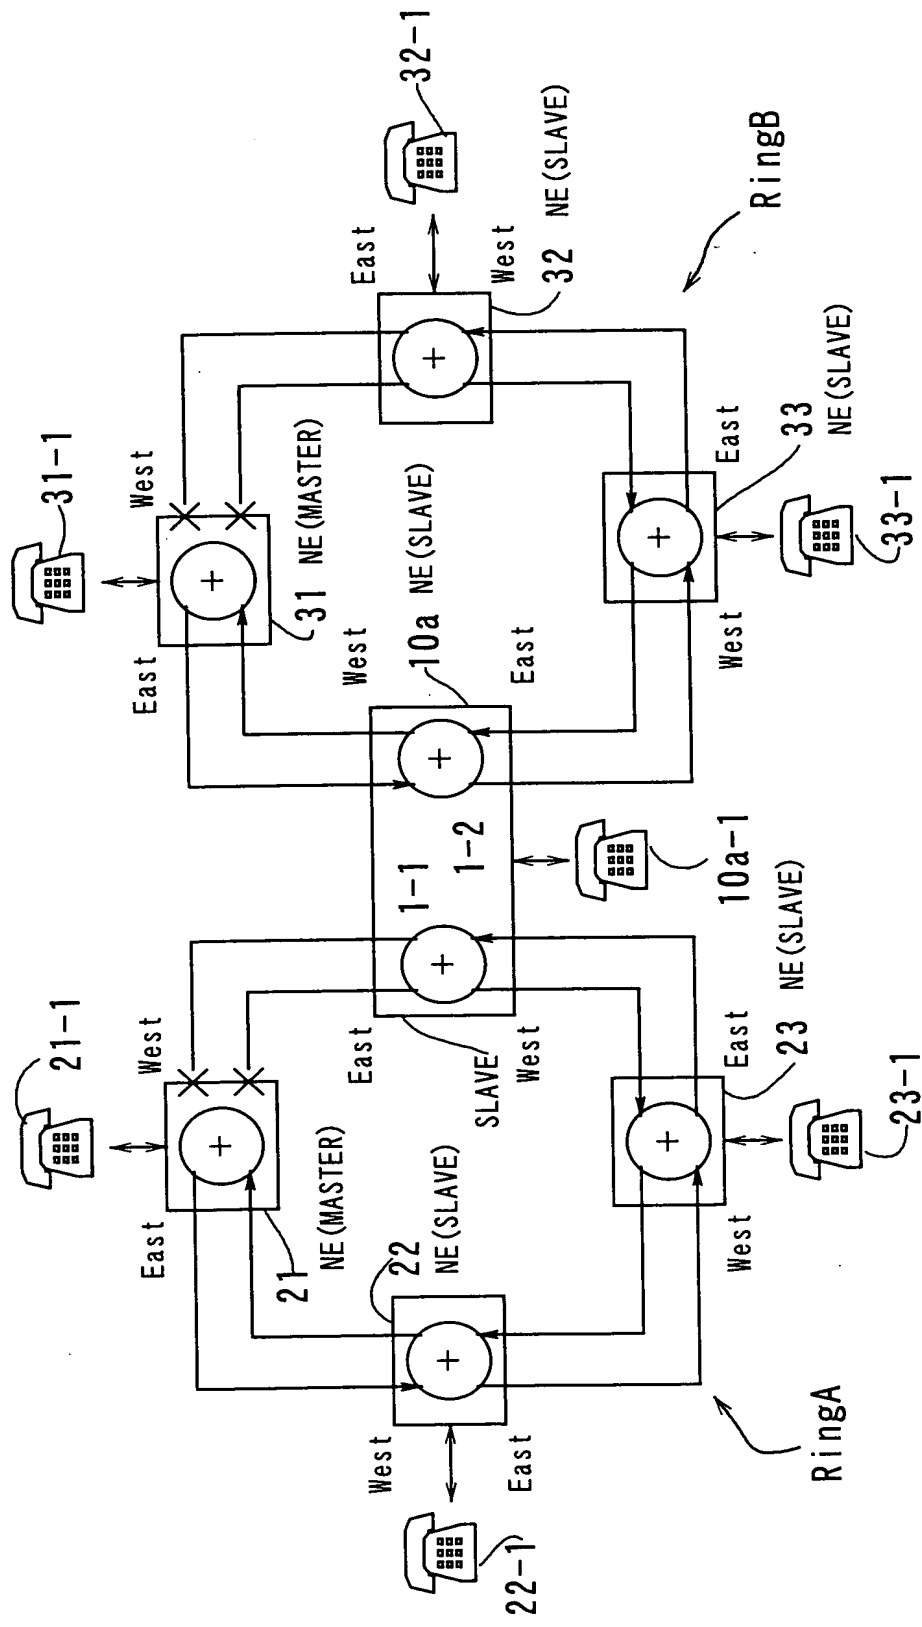 21-1
31-1
East
West
East
West
21
NE(MASTER)
31 NE(MASTER)
West
22
NE(SLAVE)
East
West
10a NE(SLAVE)
East
32-1
1-1
1-2
SLAVE
22-1
East
West
East
West
32 NE(SLAVE)
West
East
10a-1
West
East
RingB
23 NE(SLAVE)
33
NE(SLAVE)
RingA
23-1
33-1